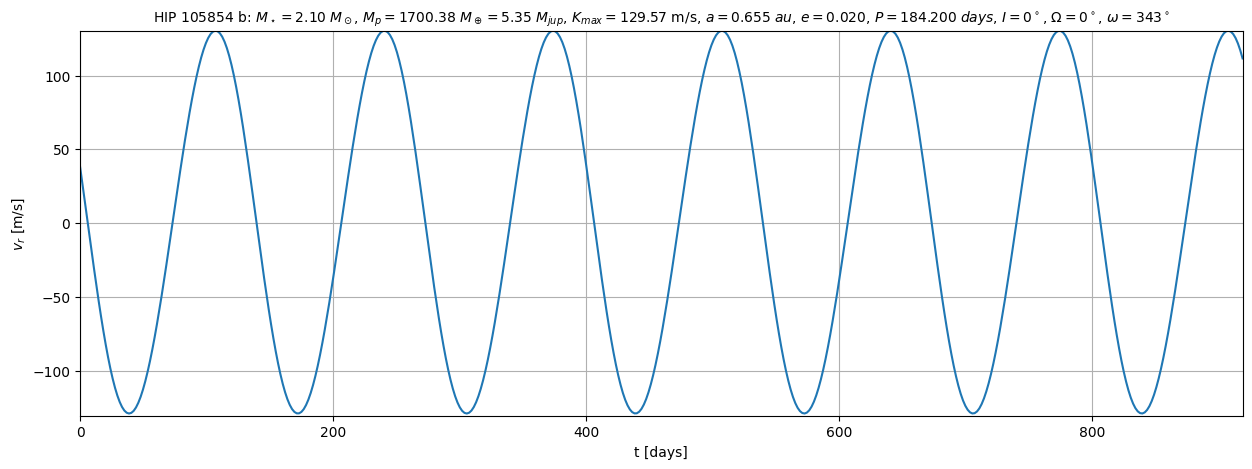 HIP 105854 b: M⋆ = 2.10 M⊙, Mp = 1700.38 M⊕ = 5.35 Mjup, Kmax = 129.57 m/s, a = 0.655 au, e = 0.020, P = 184.200 days, I = 0°, Ω = 0°, ω = 343°
100
50
0
−50
−100
vr [m/s]
0 200 400 600 800
t [days]